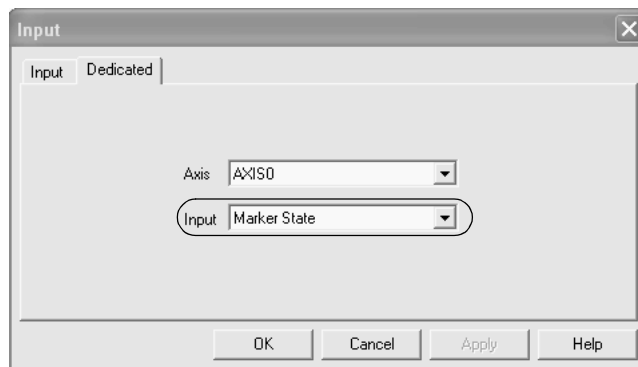 Input
Input Dedicated
Axis AXIS0
Input Marker State
OK Cancel Apply Help